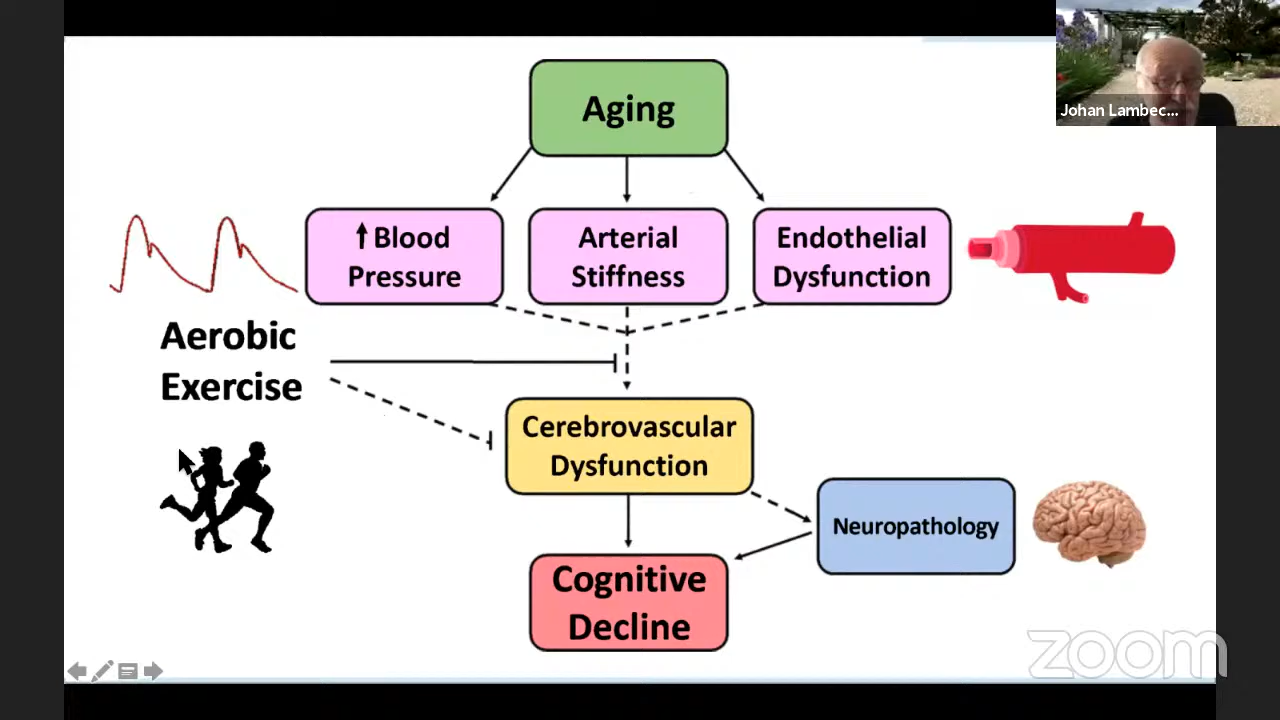 Johan Lambec...
Aging
↑Blood
Pressure
Arterial
Stiffness
Endothelial
Dysfunction
Aerobic
Exercise
Cerebrovascular
Dysfunction
Neuropathology
Cognitive
Decline
zoom